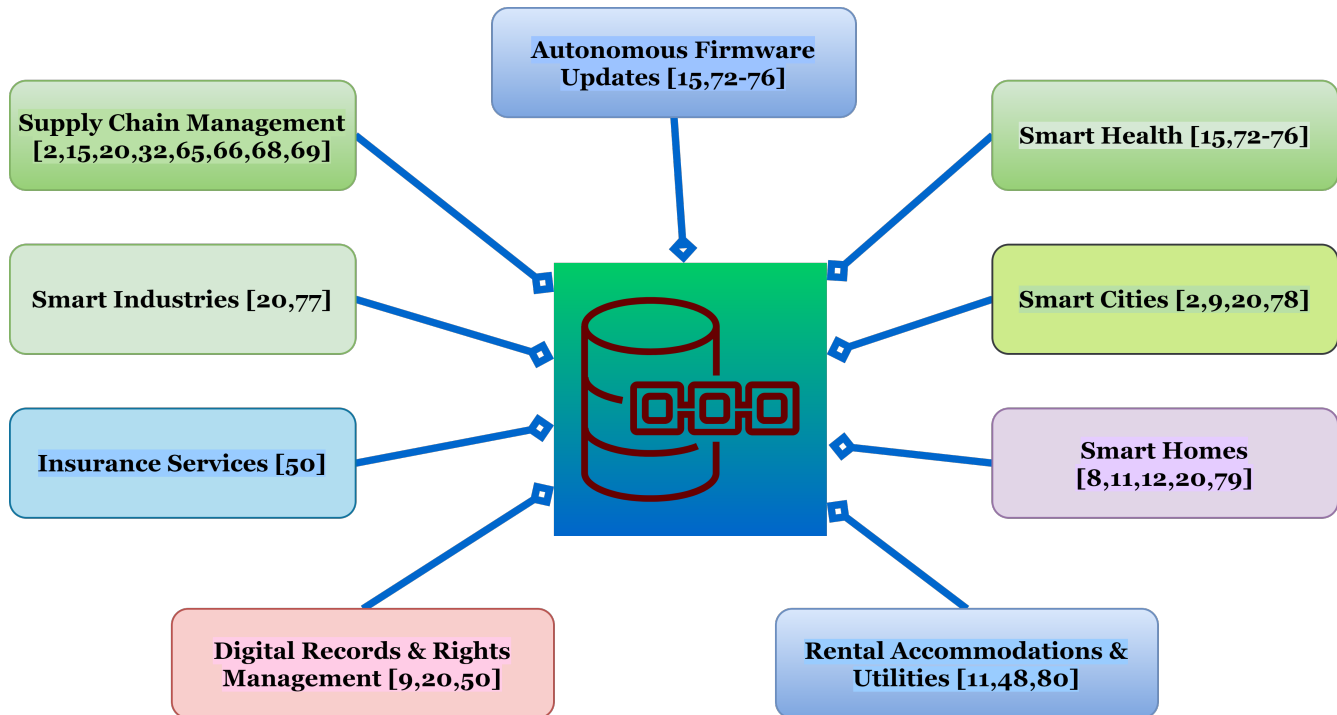 Autonomous Firmware
Updates [15,72-76]
Supply Chain Management
[2,15,20,32,65,66,68,69]
Smart Health [15,72-76]
Smart Industries [20,77]
Smart Cities [2,9,20,78]
Insurance Services [50]
Smart Homes
[8,11,12,20,79]
Digital Records & Rights
Management [9,20,50]
Rental Accommodations &
Utilities [11,48,80]